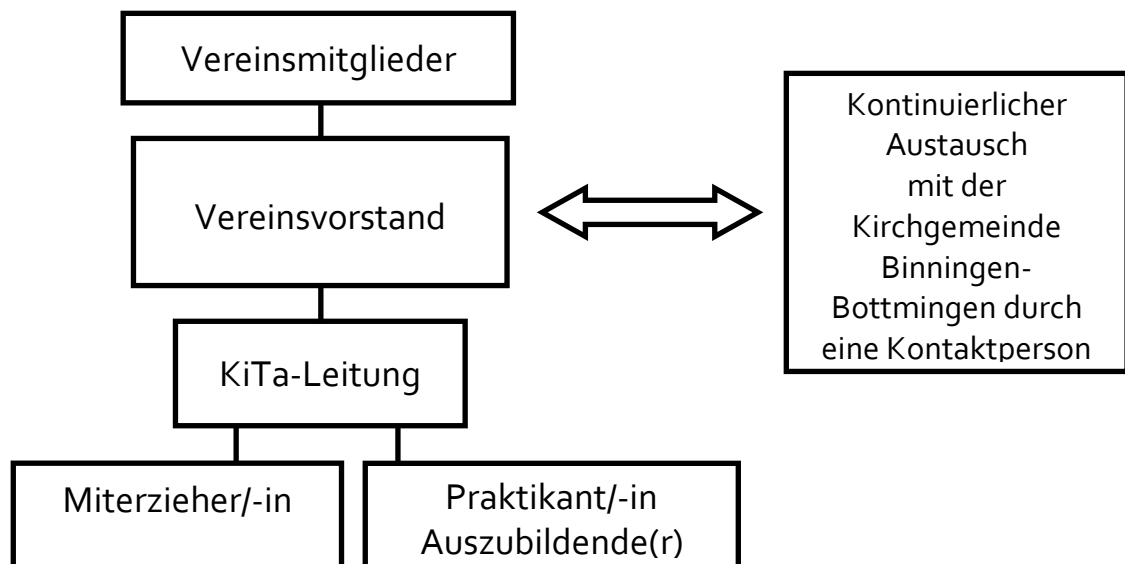 Vereinsmitglieder
Vereinsvorstand
Kontinuierlicher
Austausch
mit der
Kirchgemeinde
Binningen-
Bottmingen durch
eine Kontaktperson
KiTa-Leitung
Miterzieher/-in
Praktikant/-in
Auszubildende(r)